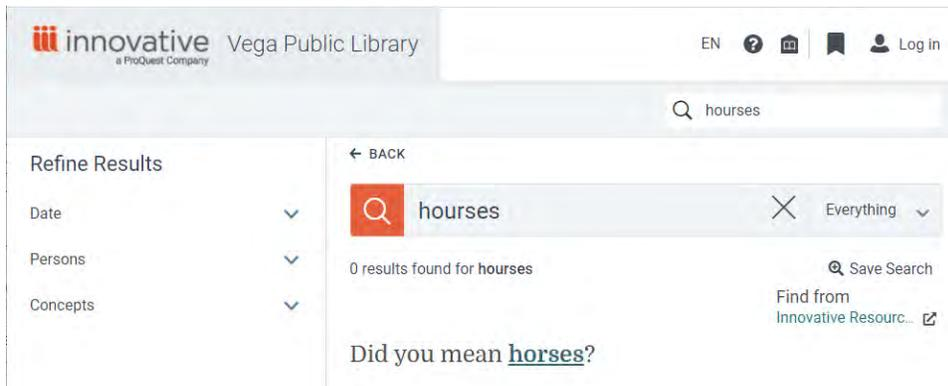 innovative
a ProQuest Company
Vega Public Library
EN
Log in
hourses
Refine Results
Date
Persons
Concepts
← BACK
hourses
Everything
0 results found for hourses
Save Search
Find from
Innovative Resourc...
Did you mean horses?